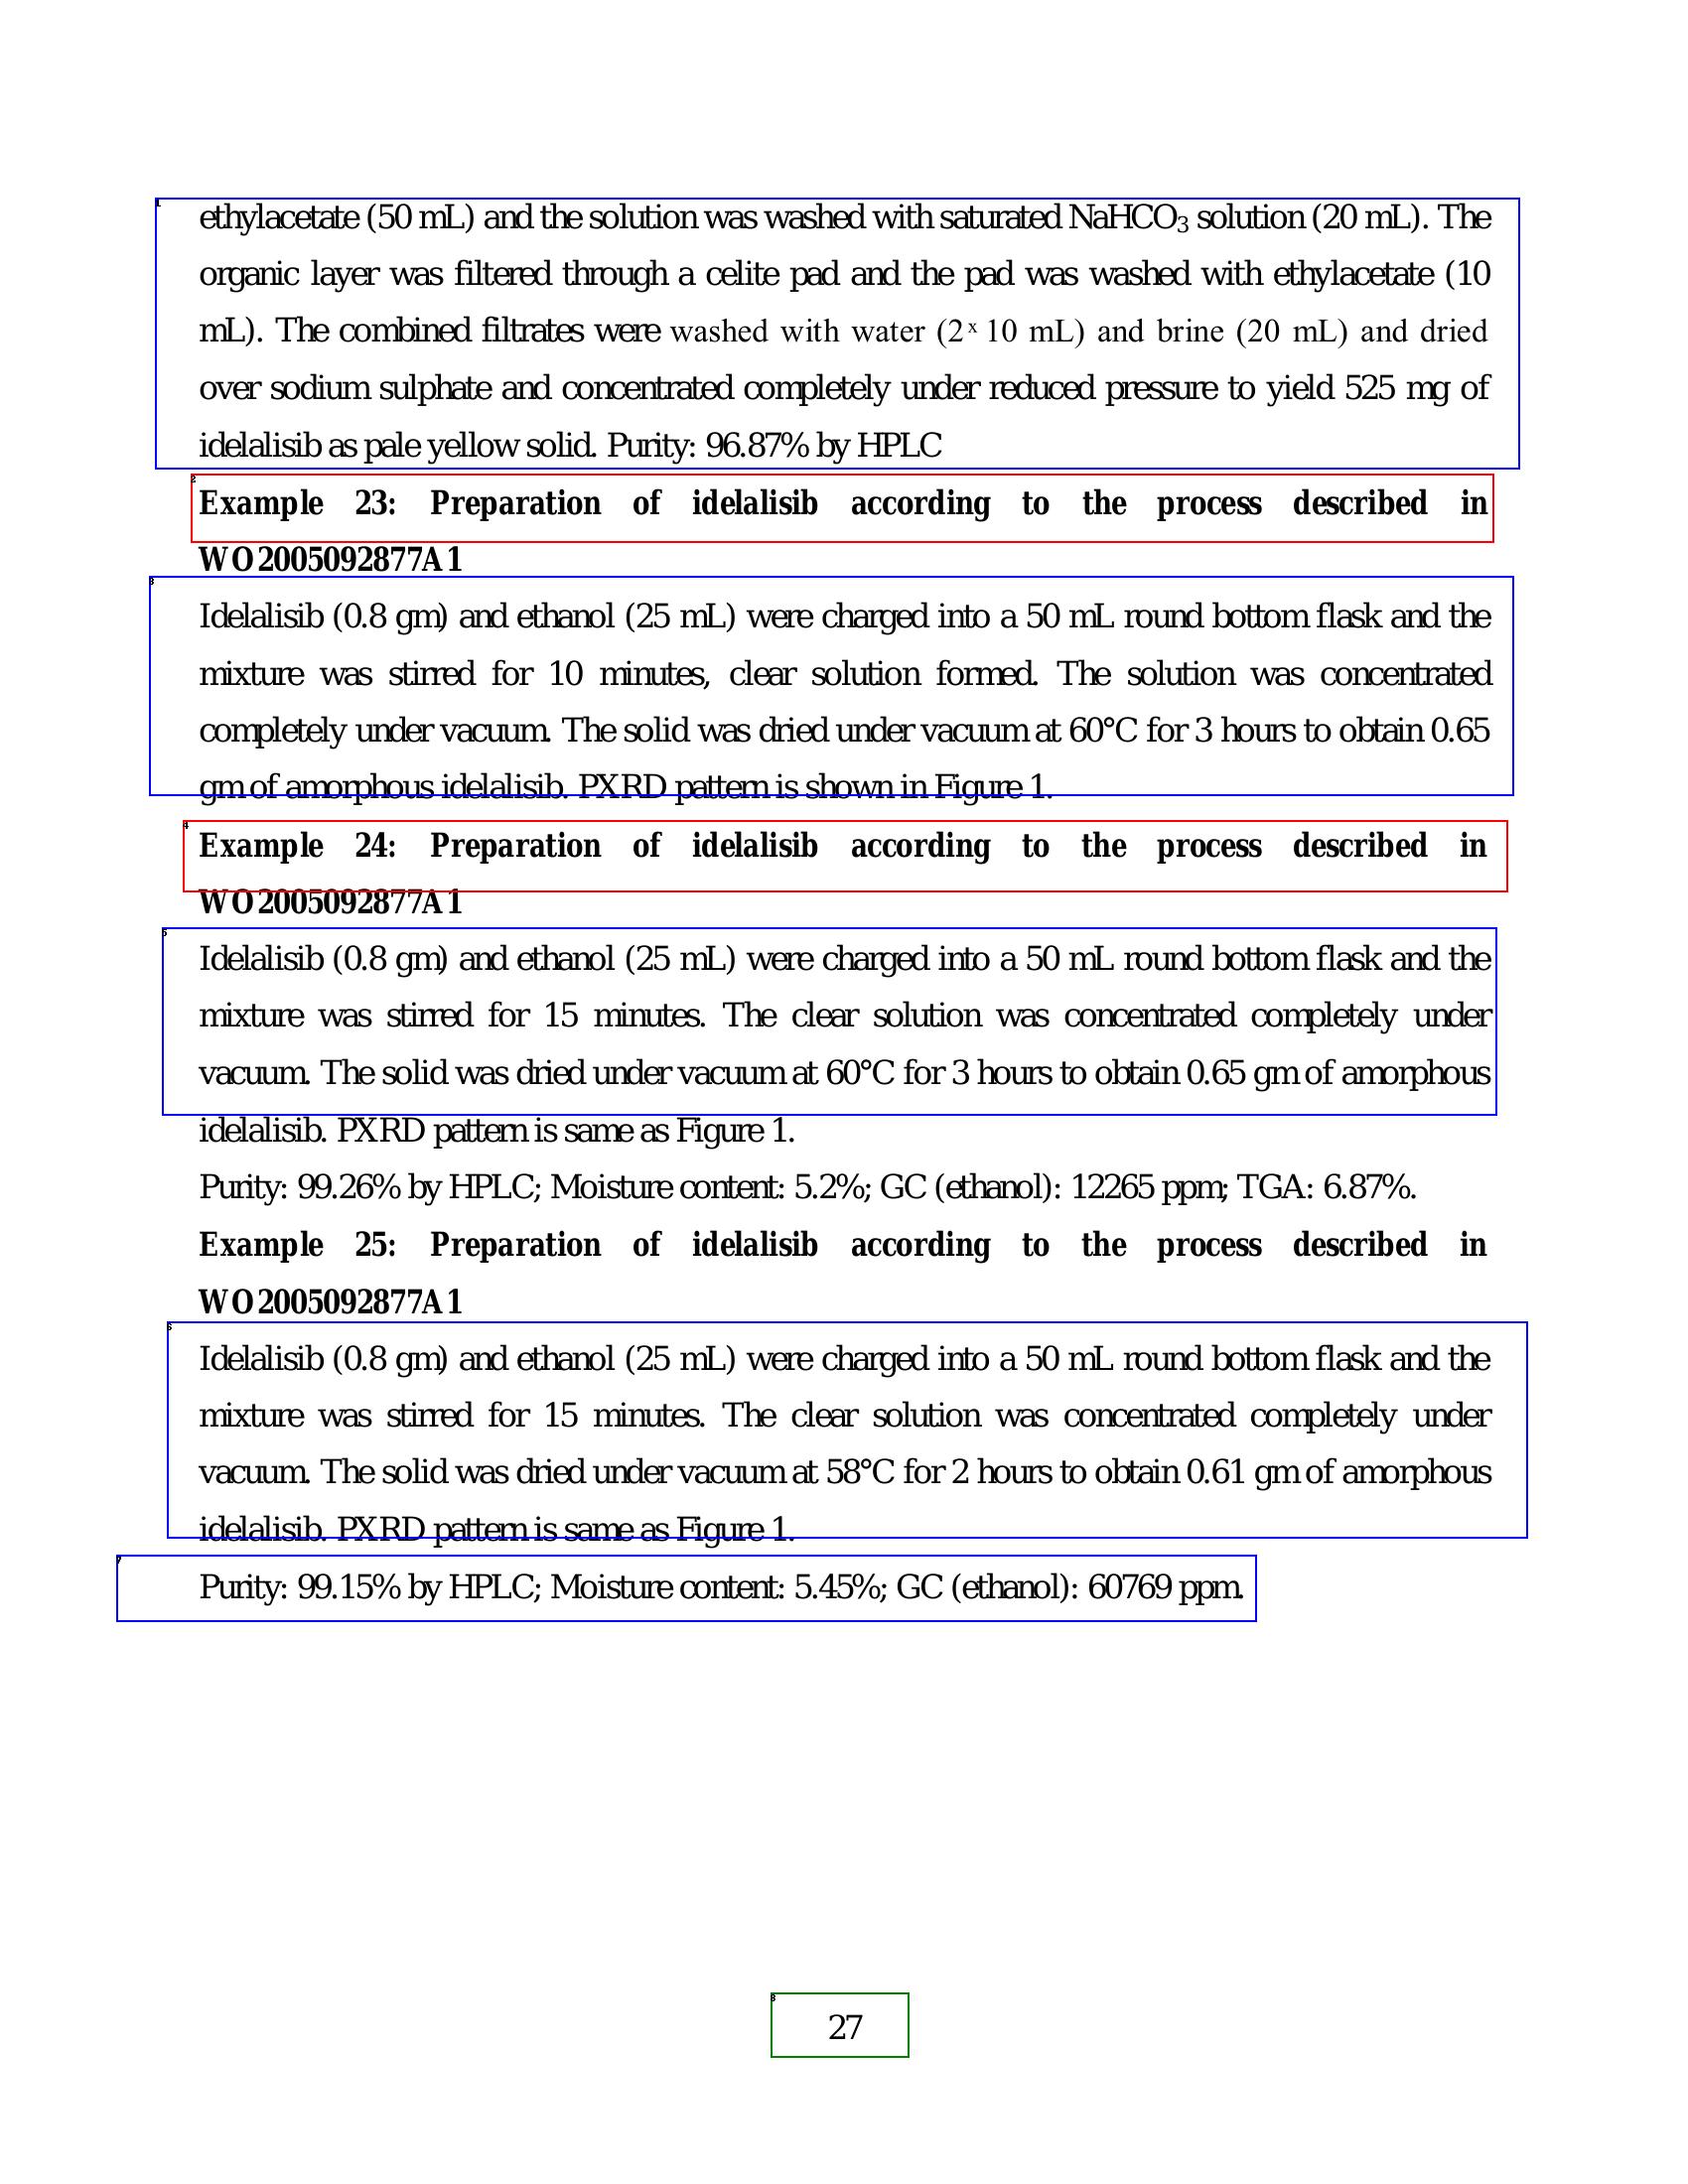 ethylacetate (50 mL) and the solution was washed with saturated NaHCO₃ solution (20 mL). The
organic layer was filtered through a celite pad and the pad was washed with ethylacetate (10
mL). The combined filtrates were washed with water (2 x 10 mL) and brine (20 mL) and dried
over sodium sulphate and concentrated completely under reduced pressure to yield 525 mg of
idelalisib as pale yellow solid. Purity: 96.87% by HPLC
Example 23: Preparation of idelalisib according to the process described in
WO2005092877A1
Idelalisib (0.8 gm) and ethanol (25 mL) were charged into a 50 mL round bottom flask and the
mixture was stirred for 10 minutes, clear solution formed. The solution was concentrated
completely under vacuum. The solid was dried under vacuum at 60°C for 3 hours to obtain 0.65
gm of amorphous idelalisib. PXRD pattern is shown in Figure 1.
Example 24: Preparation of idelalisib according to the process described in
WO2005092877A1
Idelalisib (0.8 gm) and ethanol (25 mL) were charged into a 50 mL round bottom flask and the
mixture was stirred for 15 minutes. The clear solution was concentrated completely under
vacuum. The solid was dried under vacuum at 60°C for 3 hours to obtain 0.65 gm of amorphous
idelalisib. PXRD pattern is same as Figure 1.
Purity: 99.26% by HPLC; Moisture content: 5.2%; GC (ethanol): 12265 ppm; TGA: 6.87%.
Example 25: Preparation of idelalisib according to the process described in
WO2005092877A1
Idelalisib (0.8 gm) and ethanol (25 mL) were charged into a 50 mL round bottom flask and the
mixture was stirred for 15 minutes. The clear solution was concentrated completely under
vacuum. The solid was dried under vacuum at 58°C for 2 hours to obtain 0.61 gm of amorphous
idelalisib. PXRD pattern is same as Figure 1.
Purity: 99.15% by HPLC; Moisture content: 5.45%; GC (ethanol): 60769 ppm.
27